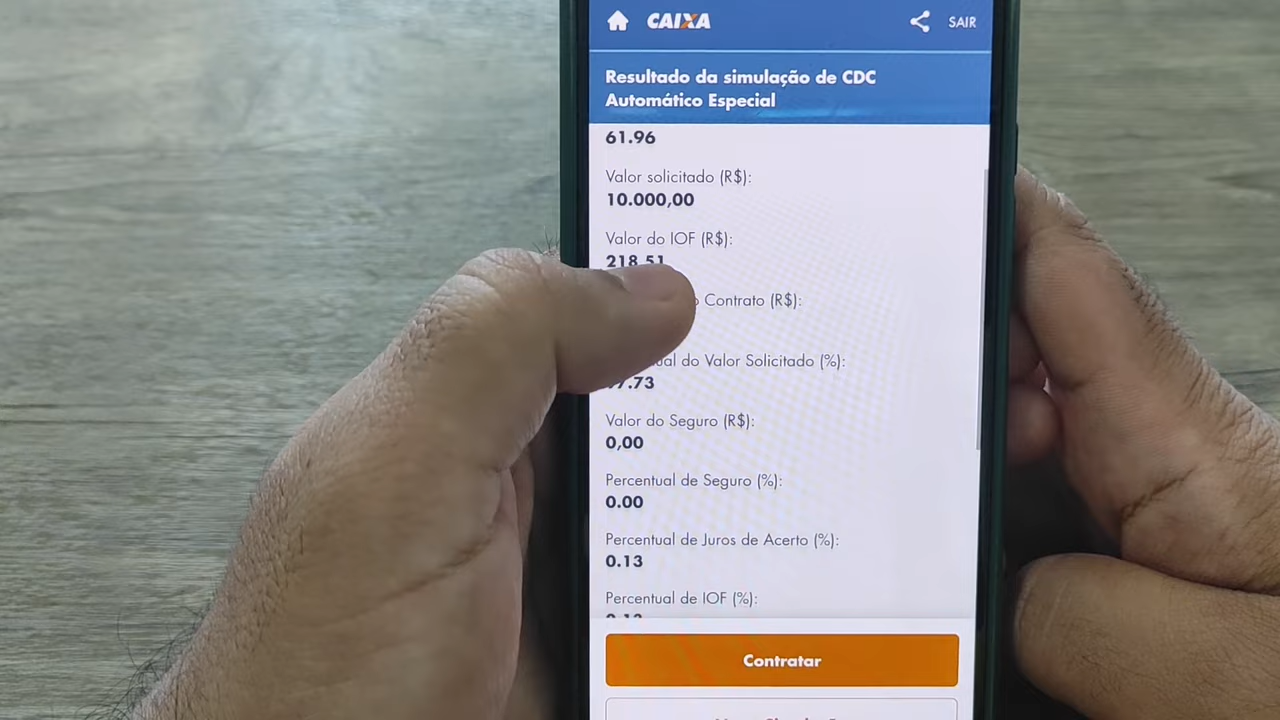 CAIXA
SAIR
Resultado da simulação de CDC
Automático Especial
61.96
Valor solicitado (R$):
10.000,00
Valor do IOF (R$):
218,51
Contrato (R$):
do Valor Solicitado (%):
Valor do Seguro (R$):
0,00
Percentual de Seguro (%):
0.00
Percentual de Juros de Acerto (%):
0.13
Percentual de IOF (%):
Contratar